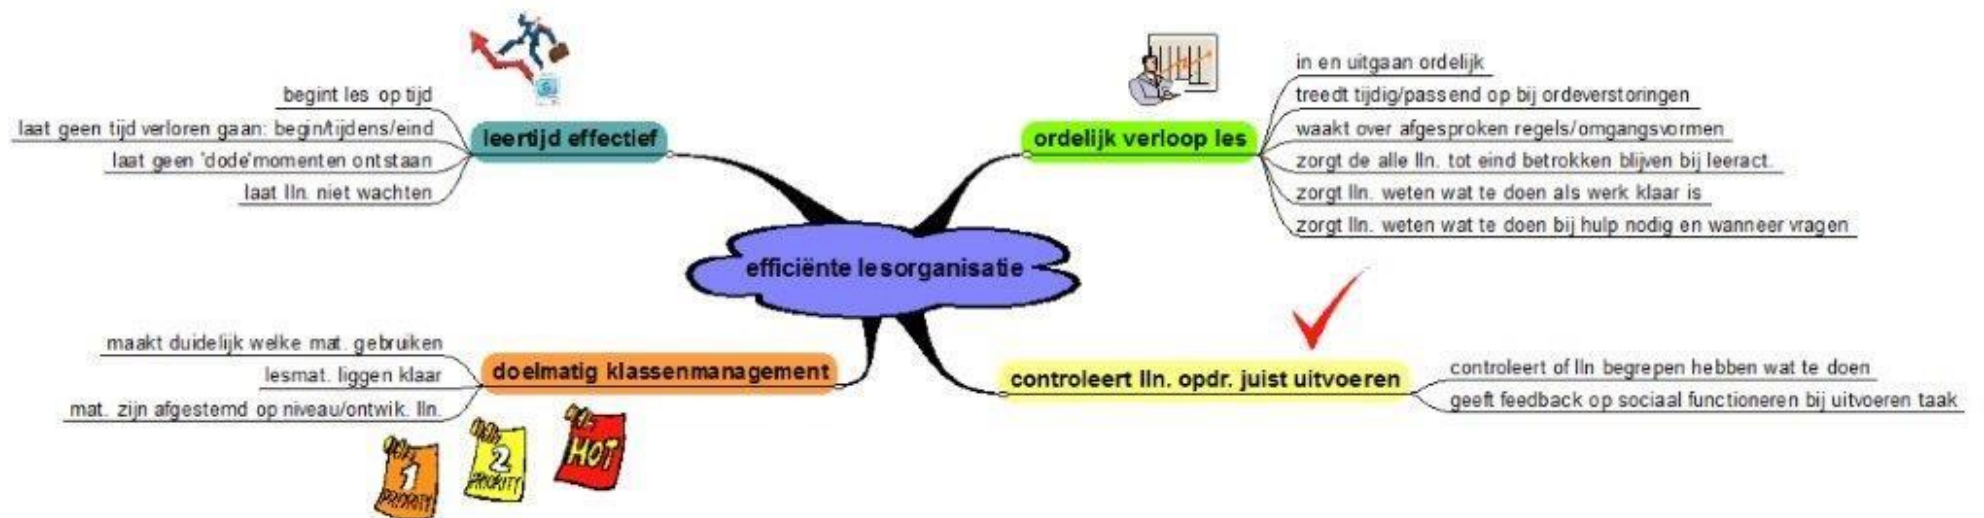 efficiënte lesorganisatie
leertijd effectief
begint les op tijd
laat geen tijd verloren gaan: begin/tijdens/eind
laat geen 'dode'momenten ontstaan
laat lln. niet wachten
ordelijk verloop les
in en uitgaan ordelijk
treedt tijdig/passend op bij ordeverstoringen
waakt over afgesproken regels/omgangsvormen
zorgt de alle lln. tot eind betrokken blijven bij leeract.
zorgt lln. weten wat te doen als werk klaar is
zorgt lln. weten wat te doen bij hulp nodig en wanneer vragen
doelmatig klassenmanagement
maakt duidelijk welke mat. gebruiken
lesmat. liggen klaar
mat. zijn afgestemd op niveau/ontwik. lln.
1
PRIORITY
2
PRIORITY
HOT
controleert lln. opdr. juist uitvoeren
controleert of lln begrepen hebben wat te doen
geeft feedback op sociaal functioneren bij uitvoeren taak